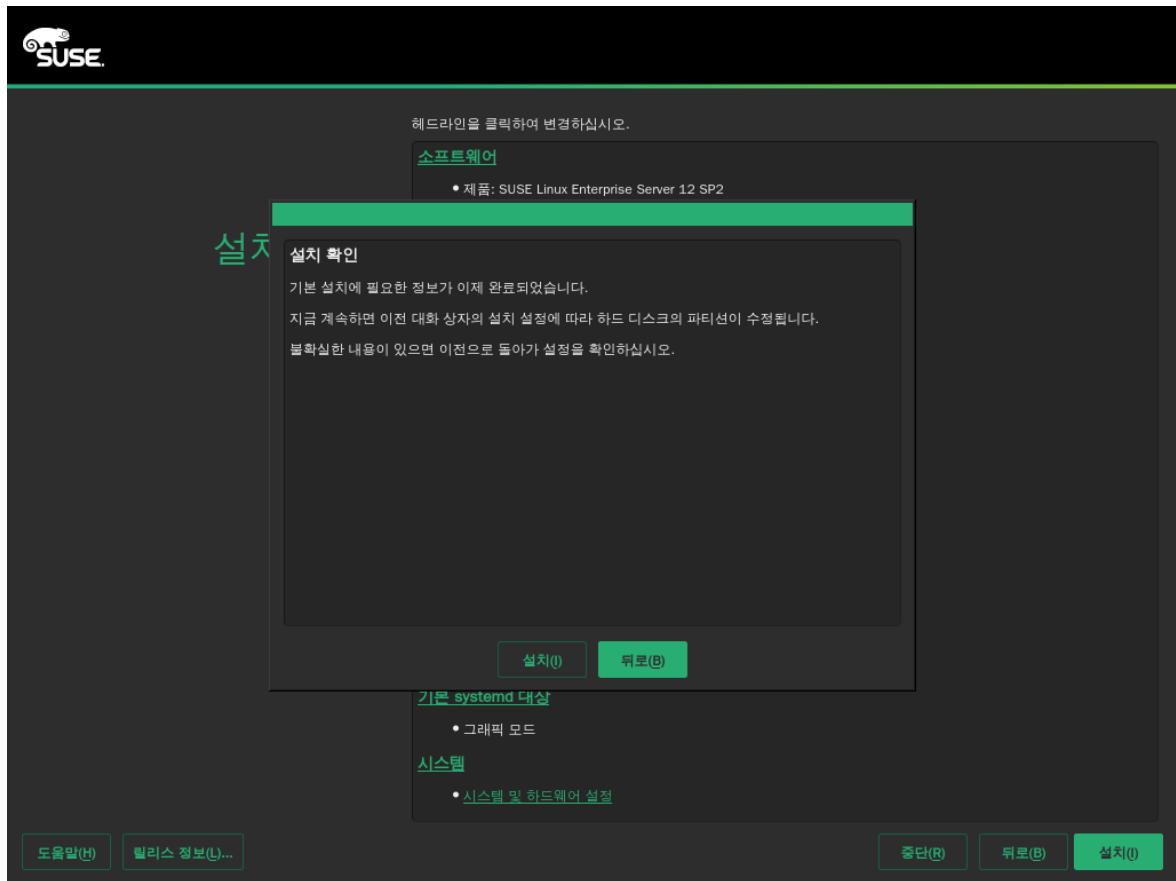 SUSE.
헤드라인을 클릭하여 변경하십시오.
소프트웨어
• 제품: SUSE Linux Enterprise Server 12 SP2
설치
설치 확인
기본 설치에 필요한 정보가 이제 완료되었습니다.
지금 계속하면 이전 대화 상자의 설치 설정에 따라 하드 디스크의 파티션이 수정됩니다.
불확실한 내용이 있으면 이전으로 돌아가 설정을 확인하십시오.
설치(I) 뒤로(B)
기본 systemd 대상
• 그래픽 모드
시스템
• 시스템 및 하드웨어 설정
도움말(H) 릴리스 정보(L)... 중단(R) 뒤로(B) 설치(I)